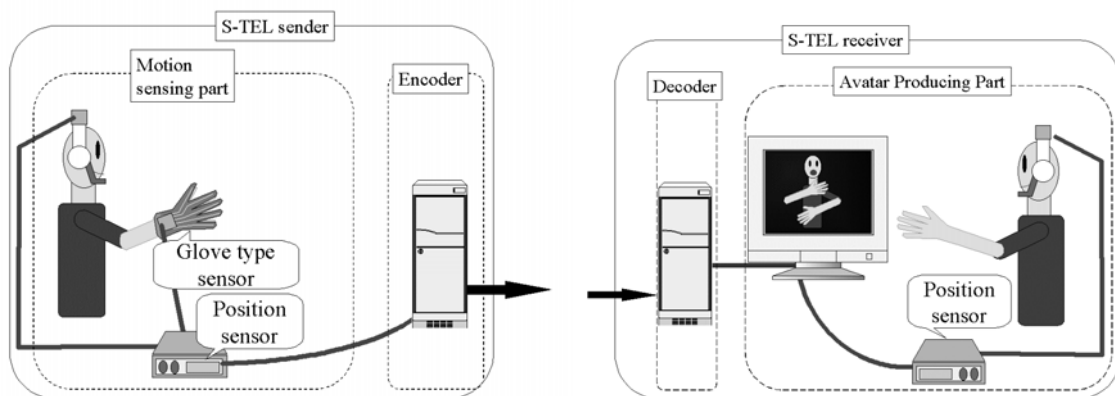 S-TEL sender
Motion
sensing part
Encoder
Glove type
sensor
Position
sensor
S-TEL receiver
Decoder
Avatar Producing Part
Position
sensor